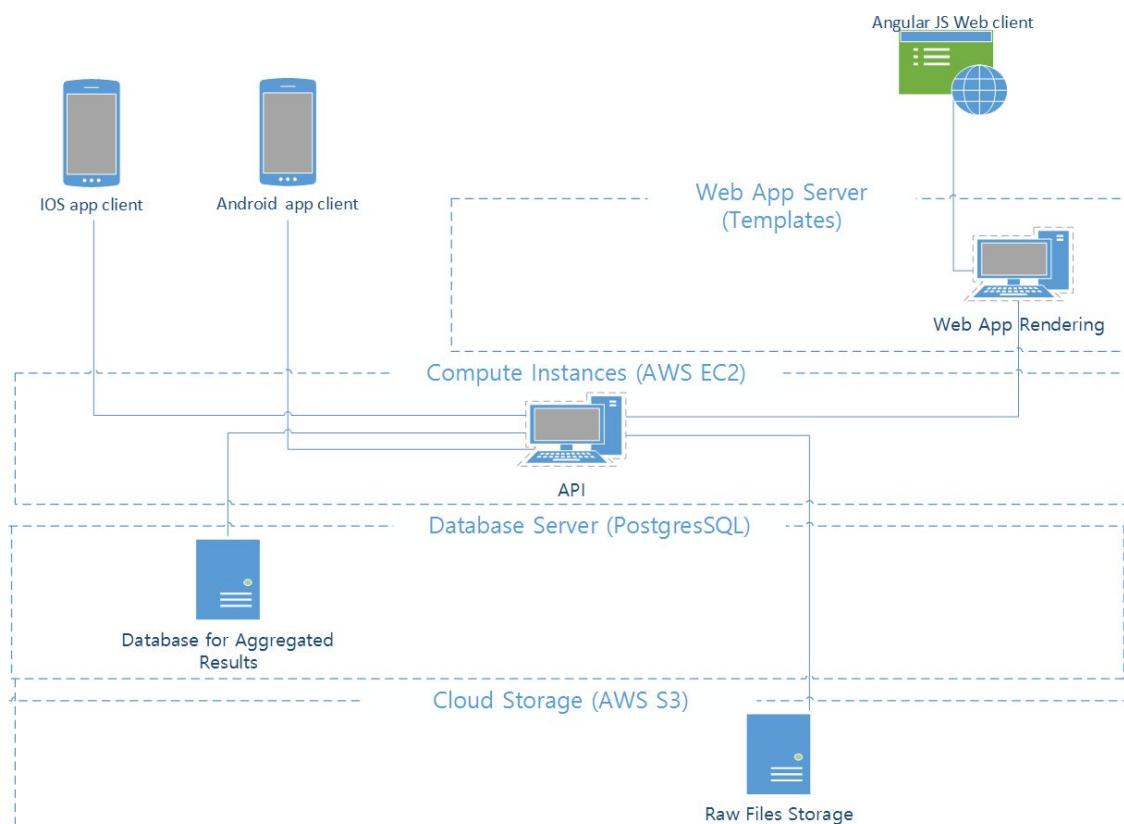 Angular JS Web client
IOS app client
Android app client
Web App Server
(Templates)
Web App Rendering
Compute Instances (AWS EC2)
API
Database Server (PostgresSQL)
Database for Aggregated
Results
Cloud Storage (AWS S3)
Raw Files Storage